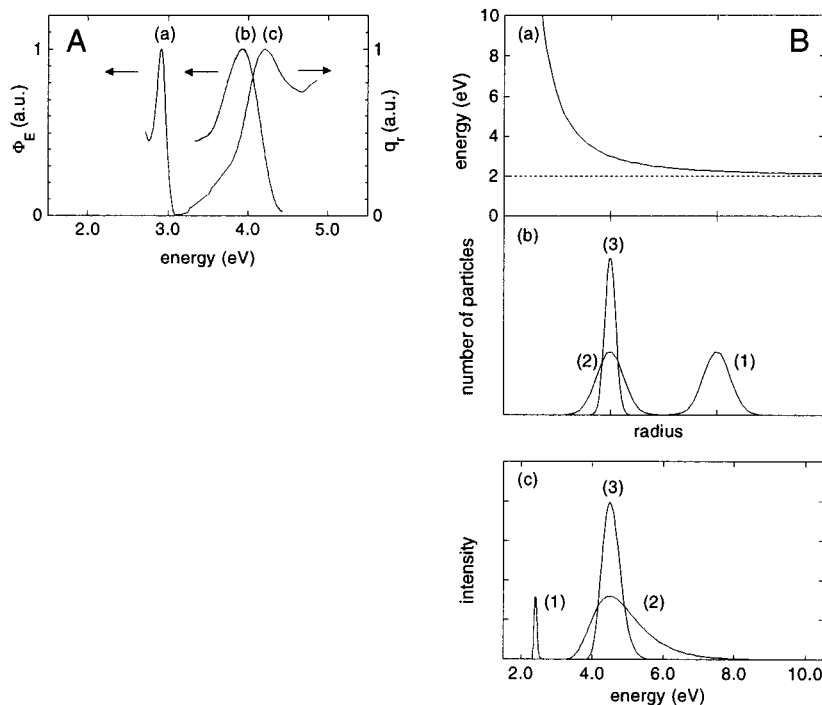 A
(a) (b) (c)
1
0
Φ_E (a.u.)
1
0
q_r (a.u.)
2.0 3.0 4.0 5.0
energy (eV)
B
(a)
10
8
6
4
2
0
energy (eV)
(b)
(3)
(2)
(1)
number of particles
radius
(c)
(3)
(1)
(2)
intensity
2.0 4.0 6.0 8.0 10.0
energy (eV)